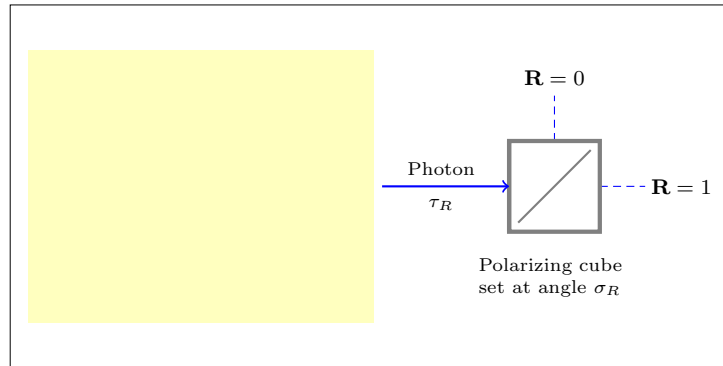 R = 0
Photon
τ_R
R = 1
Polarizing cube
set at angle σ_R